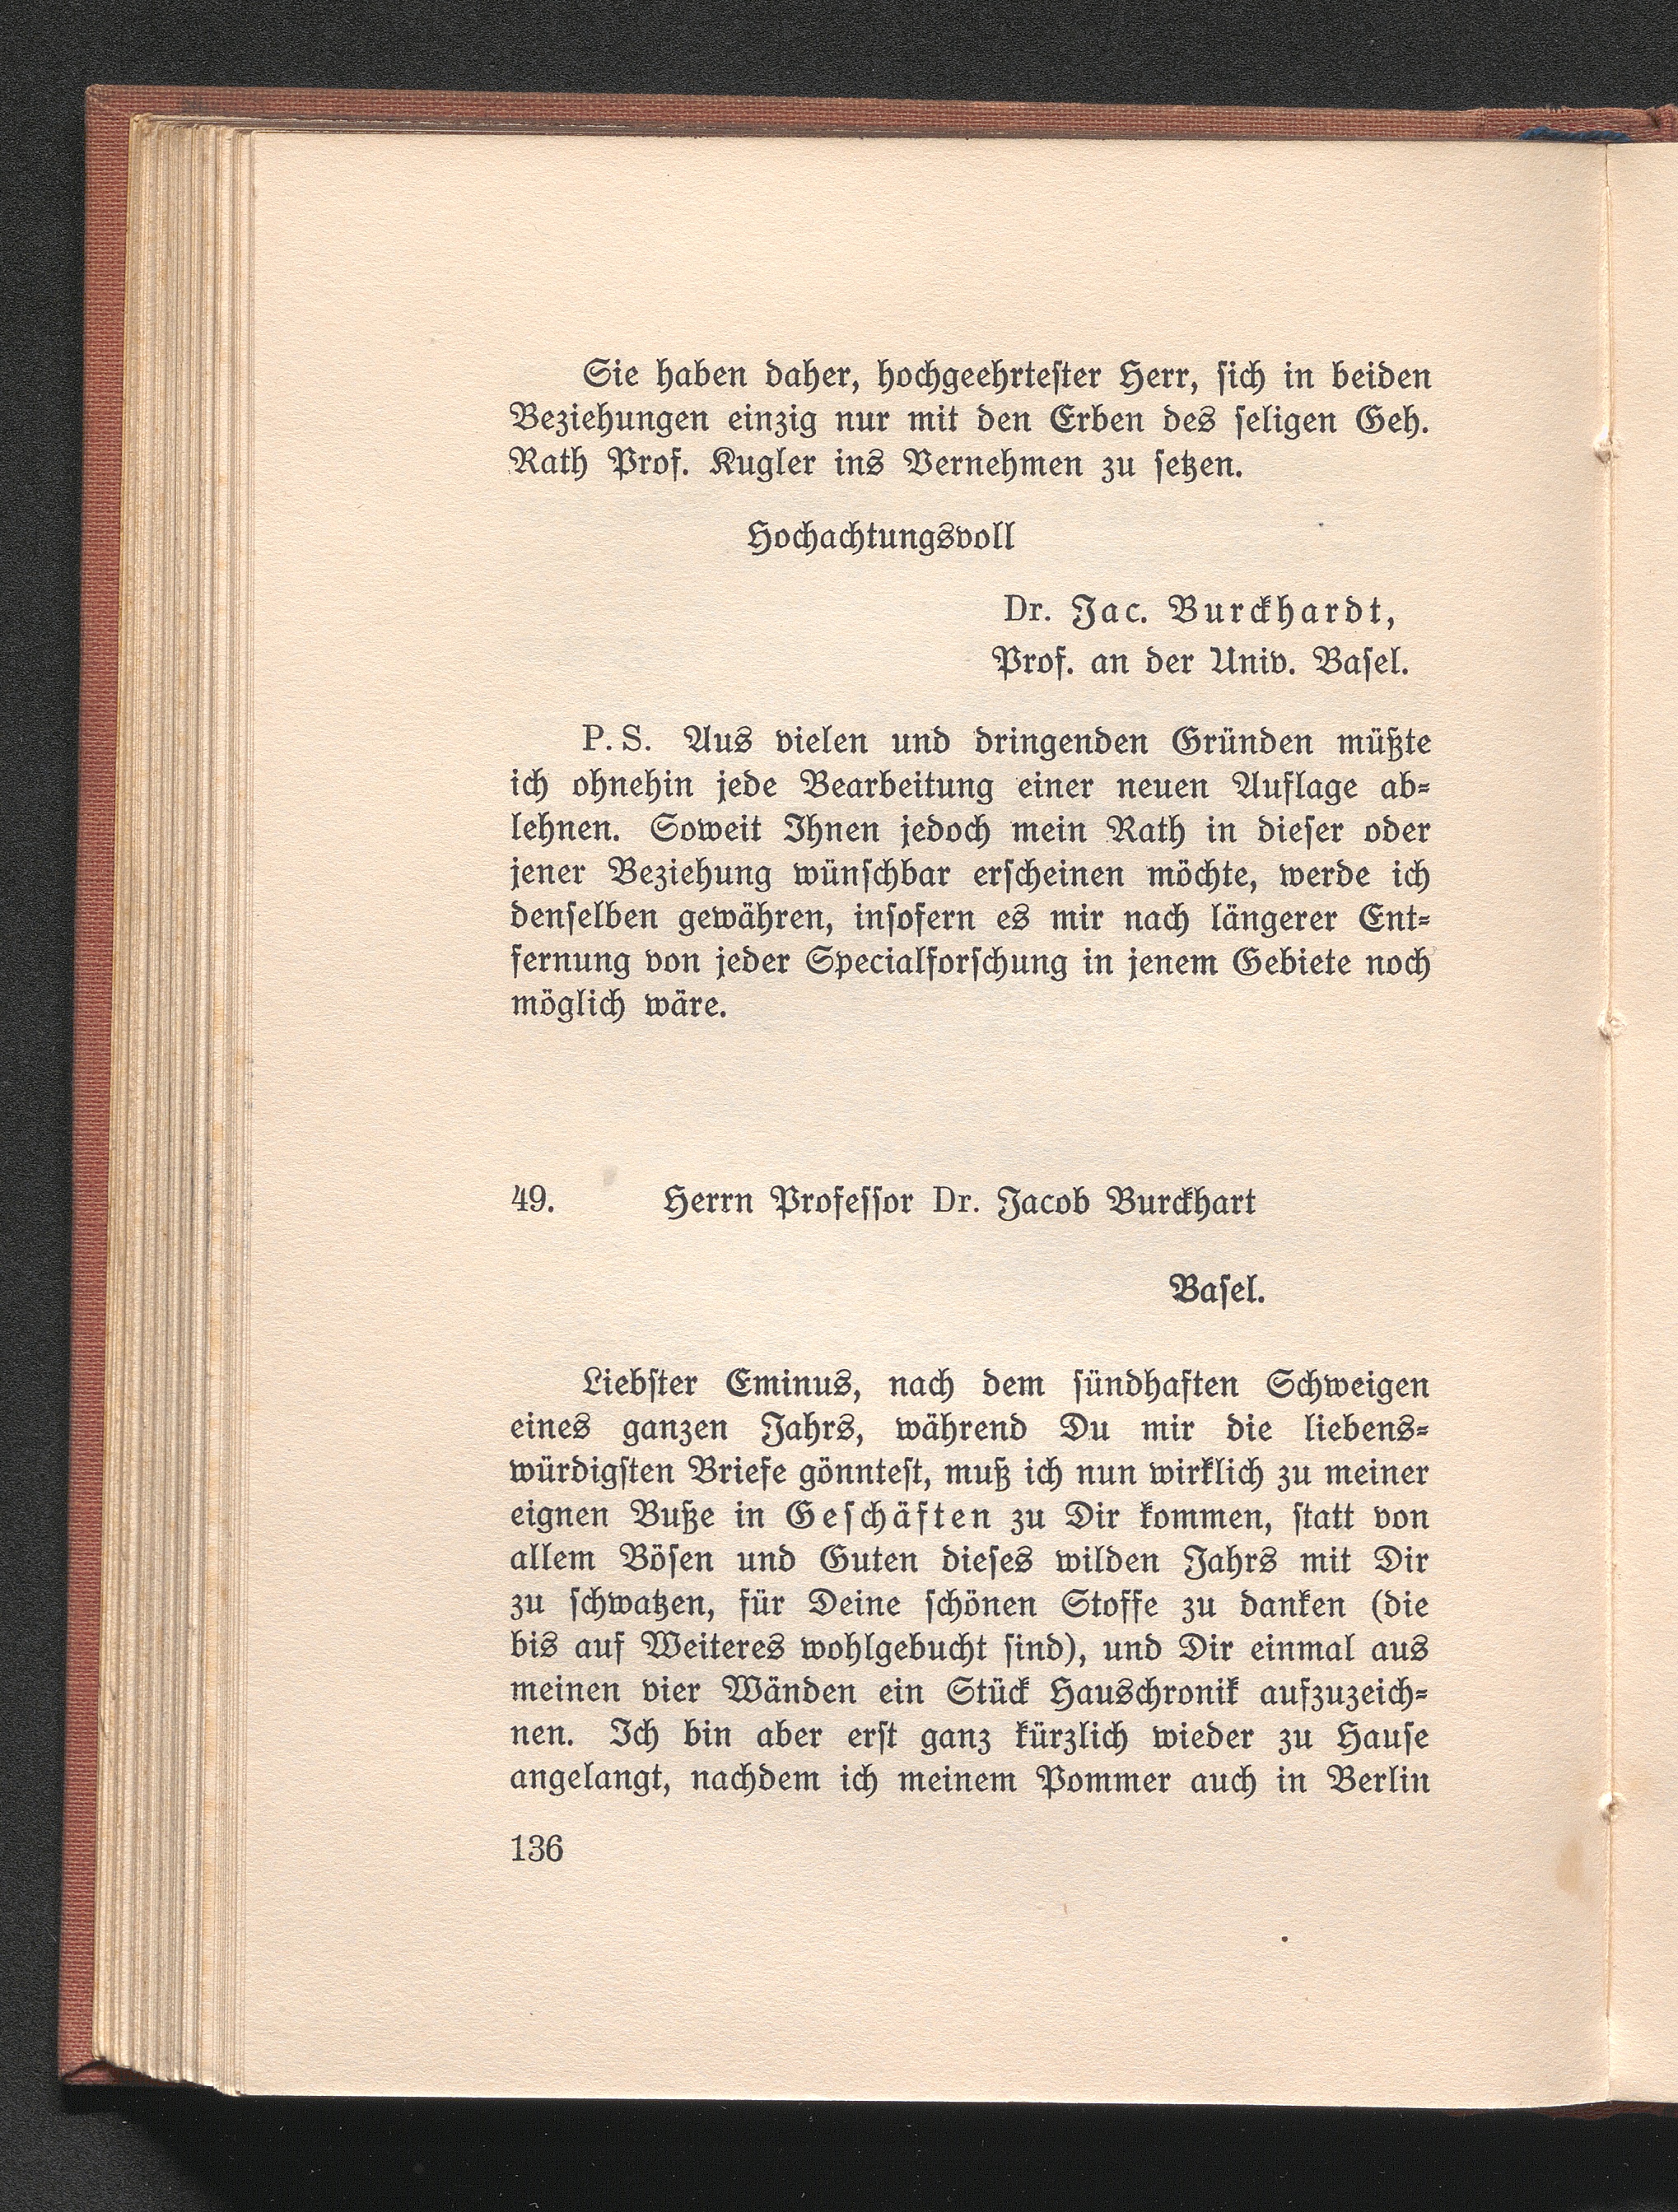 Sie haben daher, hochgeehrtester Herr, sich in beiden
Beziehungen einzig nur mit den Erben des seligen Geh.
Rath Prof. Kugler ins Vernehmen zu setzen.
Hochachtungsvoll
Dr. Jac. Burckhardt,
Prof. an der Univ. Basel.
P. S. Aus vielen und dringenden Gründen müßte
ich ohnehin jede Bearbeitung einer neuen Auflage ab-
lehnen. Soweit Ihnen jedoch mein Rath in dieser oder
jener Beziehung wünschbar erscheinen möchte, werde ich
denselben gewähren, insofern es mir nach längerer Ent-
fernung von jeder Specialforschung in jenem Gebiete noch
möglich wäre.
49. Herrn Professor Dr. Jacob Burckhart
Basel.
Liebster Eminus, nach dem sündhaften Schweigen
eines ganzen Jahrs, während Du mir die liebens-
würdigsten Briefe gönntest, muß ich nun wirklich zu meiner
eignen Buße in Geschäften zu Dir kommen, statt von
allem Bösen und Guten dieses wilden Jahrs mit Dir
zu schwatzen, für Deine schönen Stoffe zu danken (die
bis auf Weiteres wohlgebucht sind), und Dir einmal aus
meinen vier Wänden ein Stück Hauschronik aufzuzeich-
nen. Ich bin aber erst ganz kürzlich wieder zu Hause
angelangt, nachdem ich meinem Pommer auch in Berlin
136